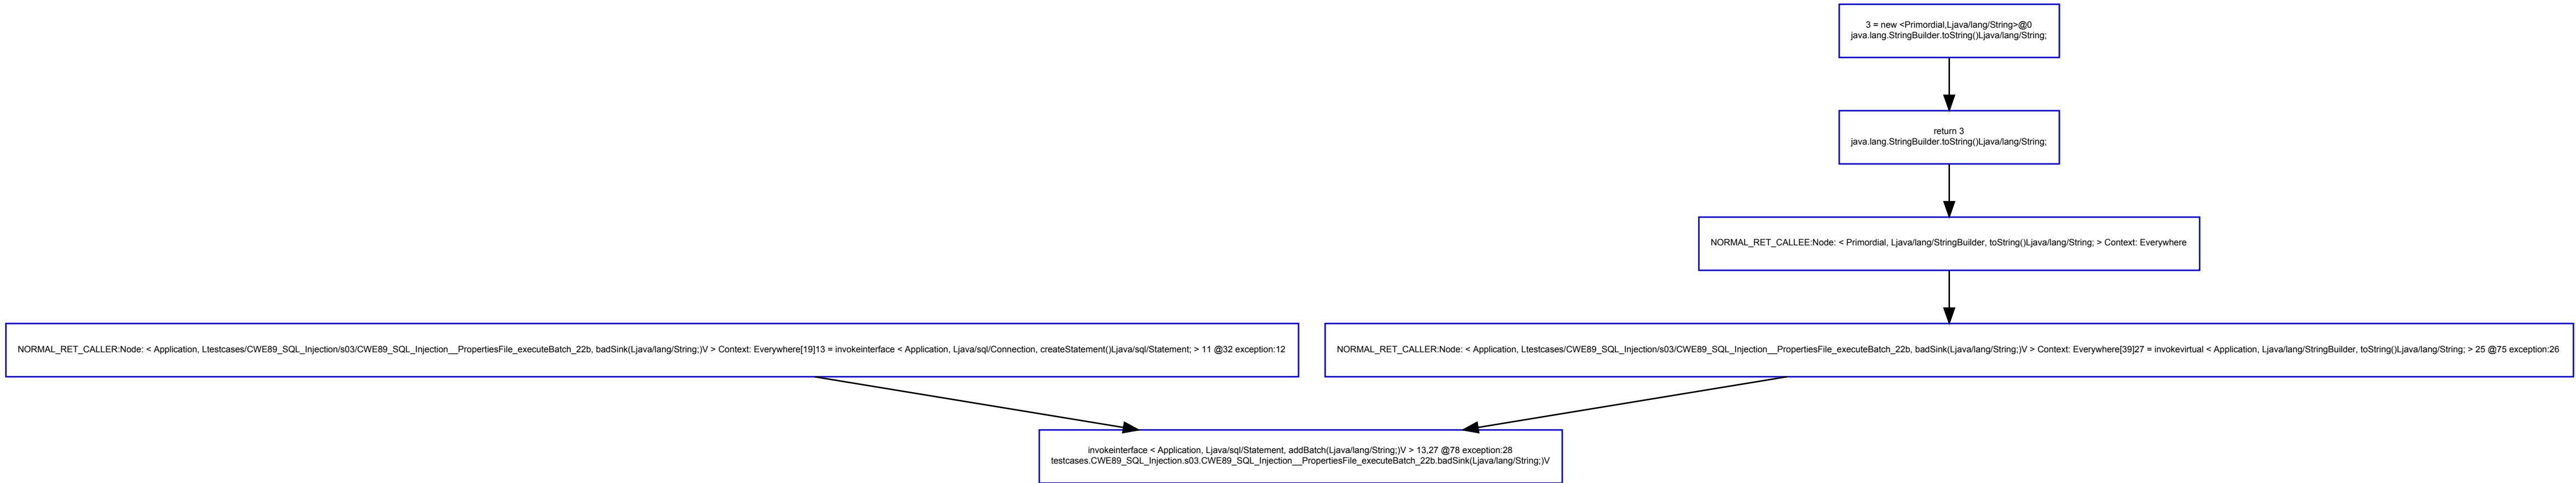 3 = new <Primordial,Ljava/lang/String>@0
java.lang.StringBuilder.toString()Ljava/lang/String;
return 3
java.lang.StringBuilder.toString()Ljava/lang/String;
NORMAL_RET_CALLEE:Node: < Primordial, Ljava/lang/StringBuilder, toString()Ljava/lang/String; > Context: Everywhere
NORMAL_RET_CALLER:Node: < Application, Ltestcases/CWE89_SQL_Injection/s03/CWE89_SQL_Injection__PropertiesFile_executeBatch_22b, badSink(Ljava/lang/String;)V > Context: Everywhere[19]13 = invokeinterface < Application, Ljava/sql/Connection, createStatement()Ljava/sql/Statement; > 11 @32 exception:12
NORMAL_RET_CALLER:Node: < Application, Ltestcases/CWE89_SQL_Injection/s03/CWE89_SQL_Injection__PropertiesFile_executeBatch_22b, badSink(Ljava/lang/String;)V > Context: Everywhere[39]27 = invokevirtual < Application, Ljava/lang/StringBuilder, toString()Ljava/lang/String; > 25 @75 exception:26
invokeinterface < Application, Ljava/sql/Statement, addBatch(Ljava/lang/String;)V > 13,27 @78 exception:28
testcases.CWE89_SQL_Injection.s03.CWE89_SQL_Injection__PropertiesFile_executeBatch_22b.badSink(Ljava/lang/String;)V